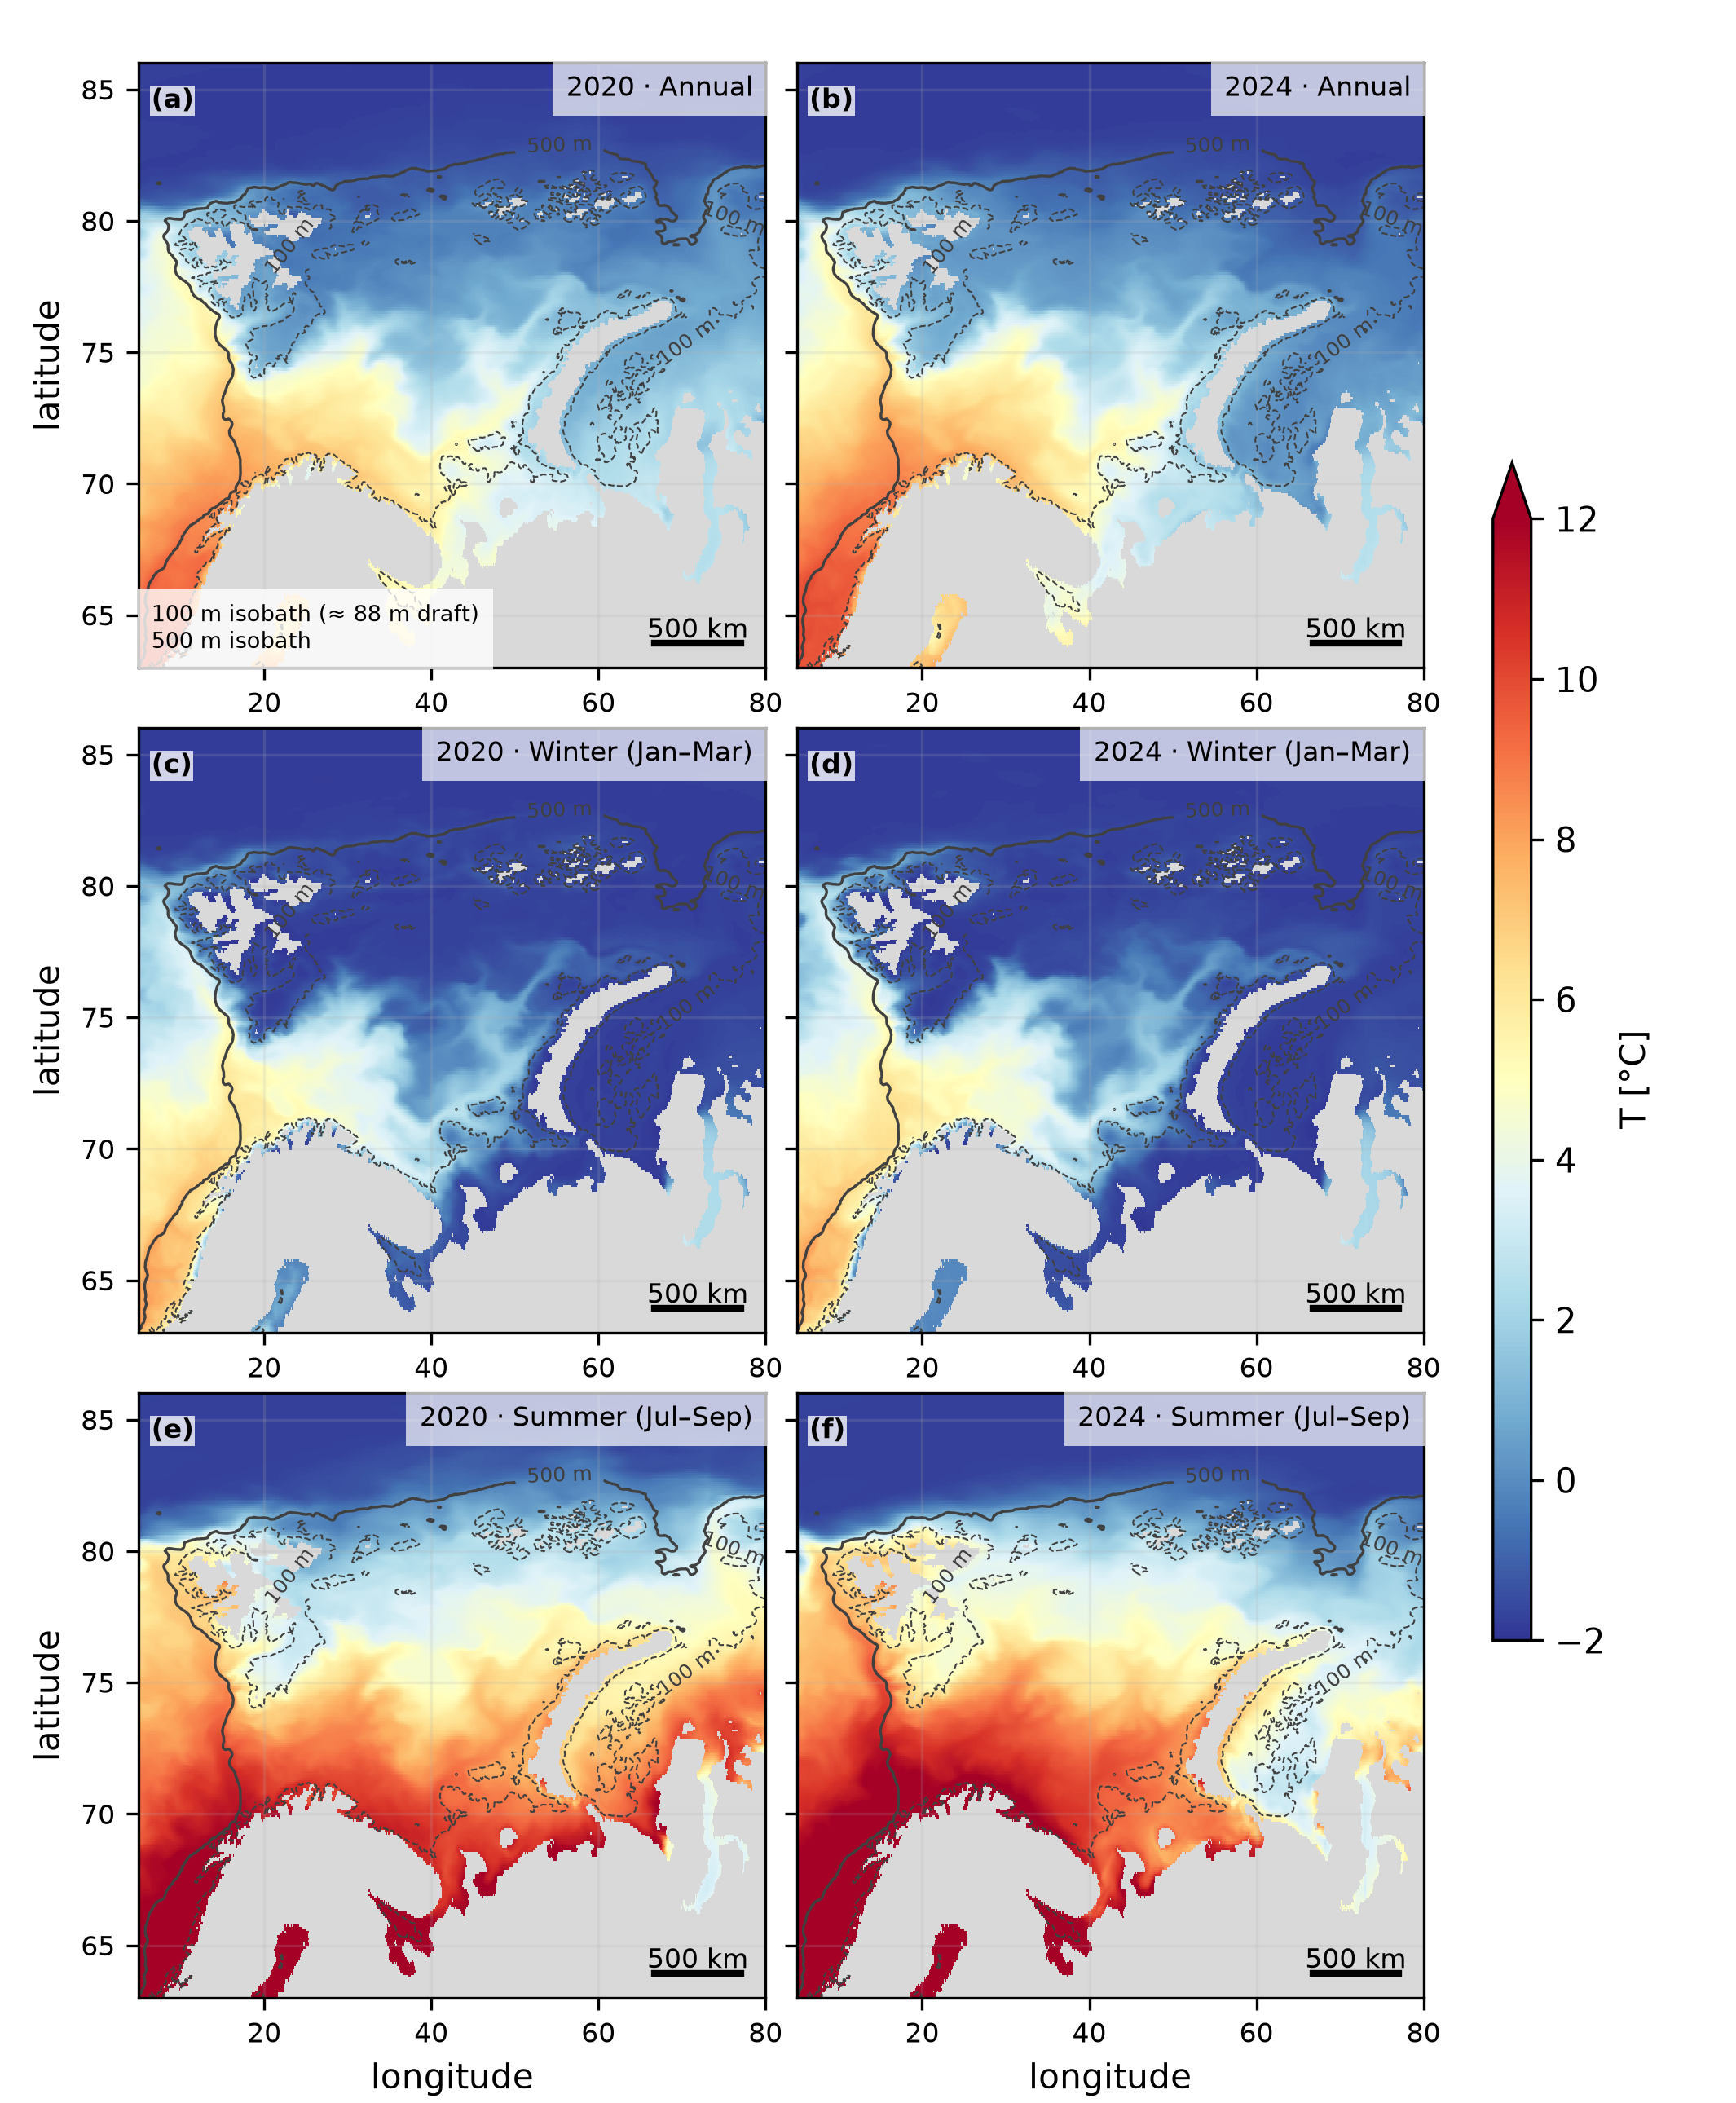 (a)
2020 · Annual
(b)
2024 · Annual
85
80
75
70
65
latitude
500 m
100 m
100 m
100 m
500 m
100 m
100 m
100 m
100 m isobath (≈ 88 m draft)
500 m isobath
500 km
500 km
20
40
60
80
20
40
60
80
(c)
2020 · Winter (Jan–Mar)
(d)
2024 · Winter (Jan–Mar)
85
80
75
70
65
latitude
500 m
100 m
100 m
100 m
500 m
100 m
100 m
100 m
500 km
500 km
20
40
60
80
20
40
60
80
(e)
2020 · Summer (Jul–Sep)
(f)
2024 · Summer (Jul–Sep)
85
80
75
70
65
latitude
500 m
100 m
100 m
100 m
500 m
100 m
100 m
100 m
500 km
500 km
20
40
60
80
20
40
60
80
longitude
longitude
12
10
8
6
4
2
0
−2
T [°C]